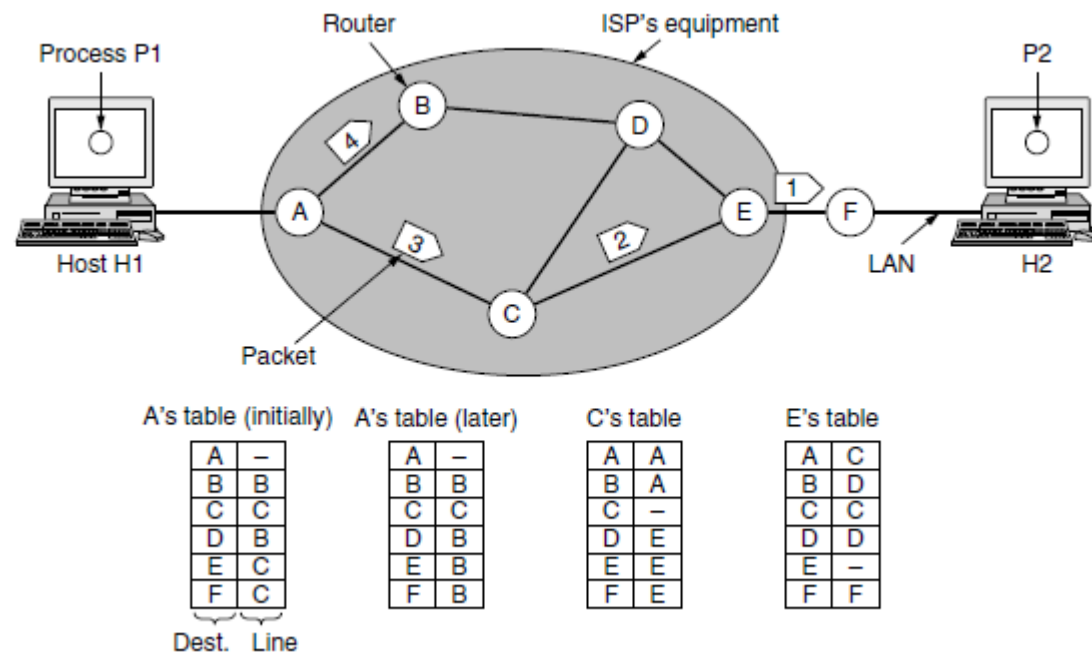 Router
ISP's equipment
Process P1
P2
B
D
4
A
E
1
F
3
2
Host H1
LAN
H2
C
Packet
A's table (initially)
A –
B B
C C
D B
E C
F C
Dest. Line
A's table (later)
A –
B B
C C
D B
E B
F B
C's table
A A
B A
C –
D E
E E
F E
E's table
A C
B D
C C
D D
E –
F F